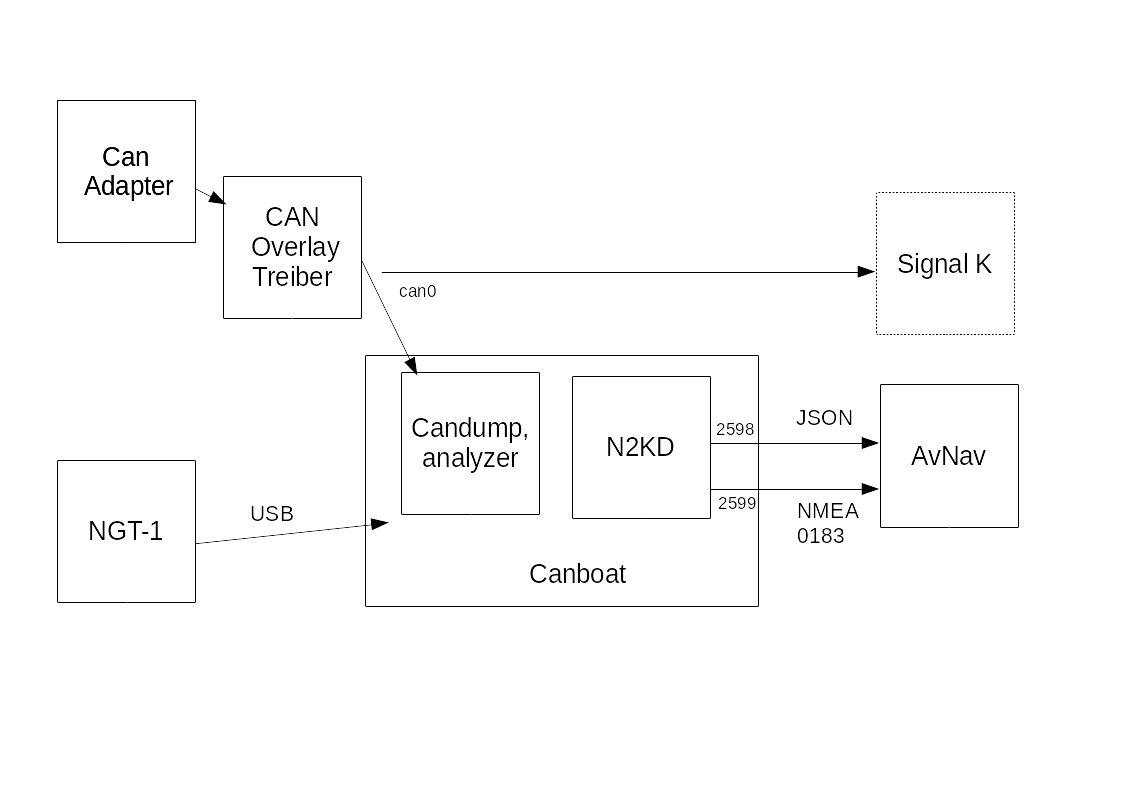 Can
Adapter
CAN
Overlay
Treiber
can0
Signal K
Candump,
analyzer
N2KD
2598
2599
JSON
NMEA
0183
AvNav
NGT-1
USB
Canboat